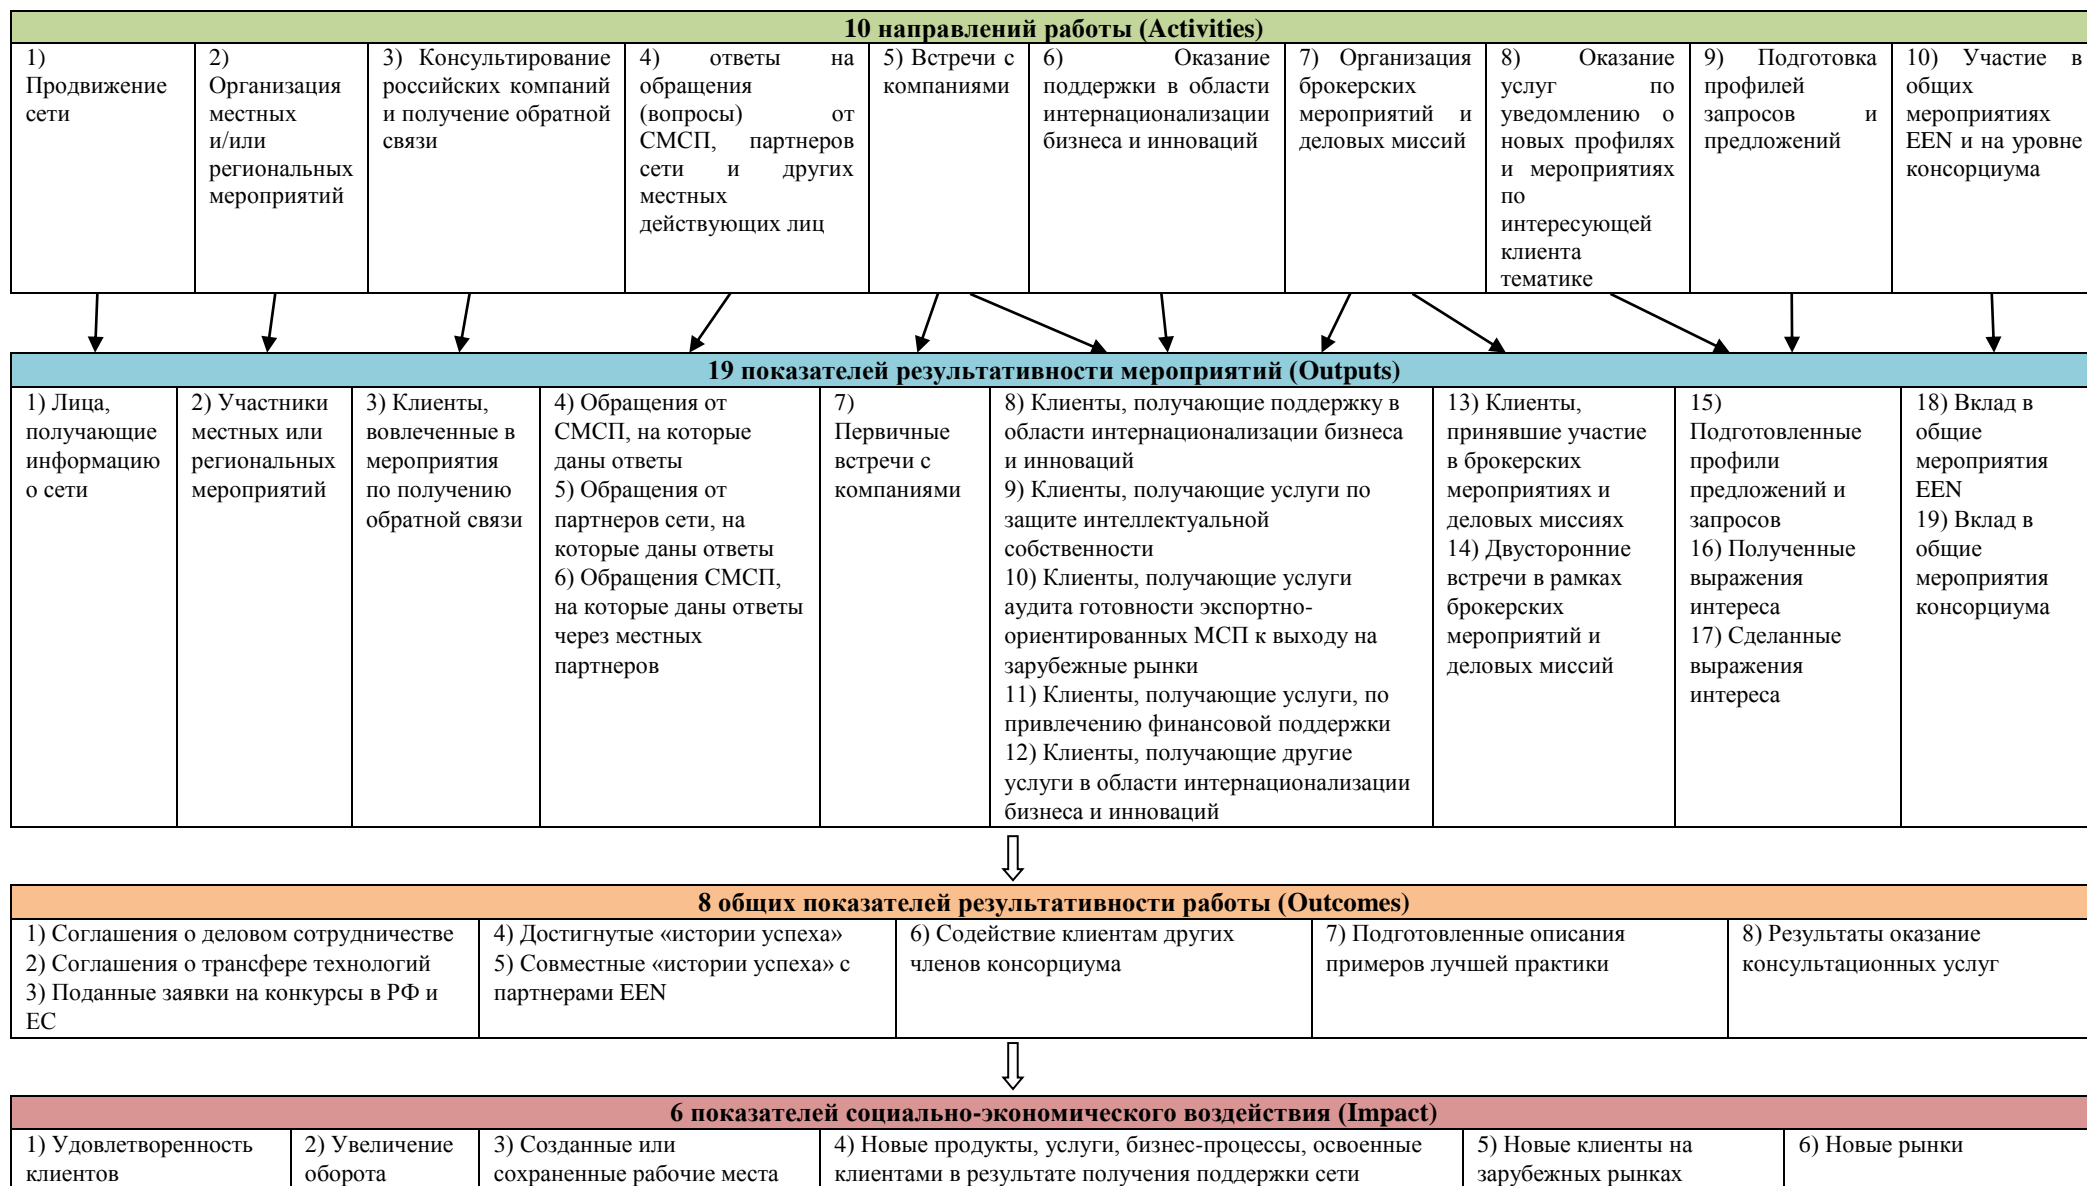 10 направлений работы (Activities)
1)
Продвижение
сети
2)
Организация
местных
и/или
региональных
мероприятий
3) Консультирование
российских компаний
и получение обратной
связи
4) ответы на
обращения
(вопросы) от
СМСП, партнеров
сети и других
местных
действующих лиц
5) Встречи с
компаниями
6) Оказание
поддержки в области
интернационализации
бизнеса и инноваций
7) Организация
брокерских
мероприятий и
деловых миссий
8) Оказание
услуг по
уведомлению о
новых профилях
и мероприятиях
по
интересующей
клиента
тематике
9) Подготовка
профилей
запросов и
предложений
10) Участие в
общих
мероприятиях
EEN и на уровне
консорциума
19 показателей результативности мероприятий (Outputs)
1) Лица,
получающие
информацию
о сети
2) Участники
местных или
региональных
мероприятий
3) Клиенты,
вовлеченные в
мероприятия
по получению
обратной связи
4) Обращения от
СМСП, на которые
даны ответы
5) Обращения от
партнеров сети, на
которые даны ответы
6) Обращения СМСП,
на которые даны ответы
через местных
партнеров
7)
Первичные
встречи с
компаниями
8) Клиенты, получающие поддержку в
области интернационализации бизнеса
и инноваций
9) Клиенты, получающие услуги по
защите интеллектуальной
собственности
10) Клиенты, получающие услуги
аудита готовности экспортно-
ориентированных МСП к выходу на
зарубежные рынки
11) Клиенты, получающие услуги, по
привлечению финансовой поддержки
12) Клиенты, получающие другие
услуги в области интернационализации
бизнеса и инноваций
13) Клиенты,
принявшие участие
в брокерских
мероприятиях и
деловых миссиях
14) Двусторонние
встречи в рамках
брокерских
мероприятий и
деловых миссий
15)
Подготовленные
профили
предложений и
запросов
16) Полученные
выражения
интереса
17) Сделанные
выражения
интереса
18) Вклад в
общие
мероприятия
EEN
19) Вклад в
общие
мероприятия
консорциума
8 общих показателей результативности работы (Outcomes)
1) Соглашения о деловом сотрудничестве
2) Соглашения о трансфере технологий
3) Поданные заявки на конкурсы в РФ и
ЕС
4) Достигнутые «истории успеха»
5) Совместные «истории успеха» с
партнерами EEN
6) Содействие клиентам других
членов консорциума
7) Подготовленные описания
примеров лучшей практики
8) Результаты оказание
консультационных услуг
6 показателей социально-экономического воздействия (Impact)
1) Удовлетворенность
клиентов
2) Увеличение
оборота
3) Созданные или
сохраненные рабочие места
4) Новые продукты, услуги, бизнес-процессы, освоенные
клиентами в результате получения поддержки сети
5) Новые клиенты на
зарубежных рынках
6) Новые рынки